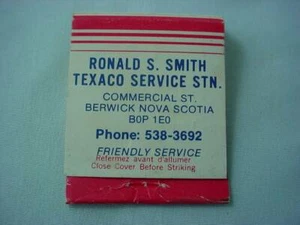 RONALD S. SMITH
TEXACO SERVICE STN.
COMMERCIAL ST.
BERWICK NOVA SCOTIA
B0P 1E0
Phone: 538-3692
FRIENDLY SERVICE
Refermez avant d'allumer
Close Cover Before Striking